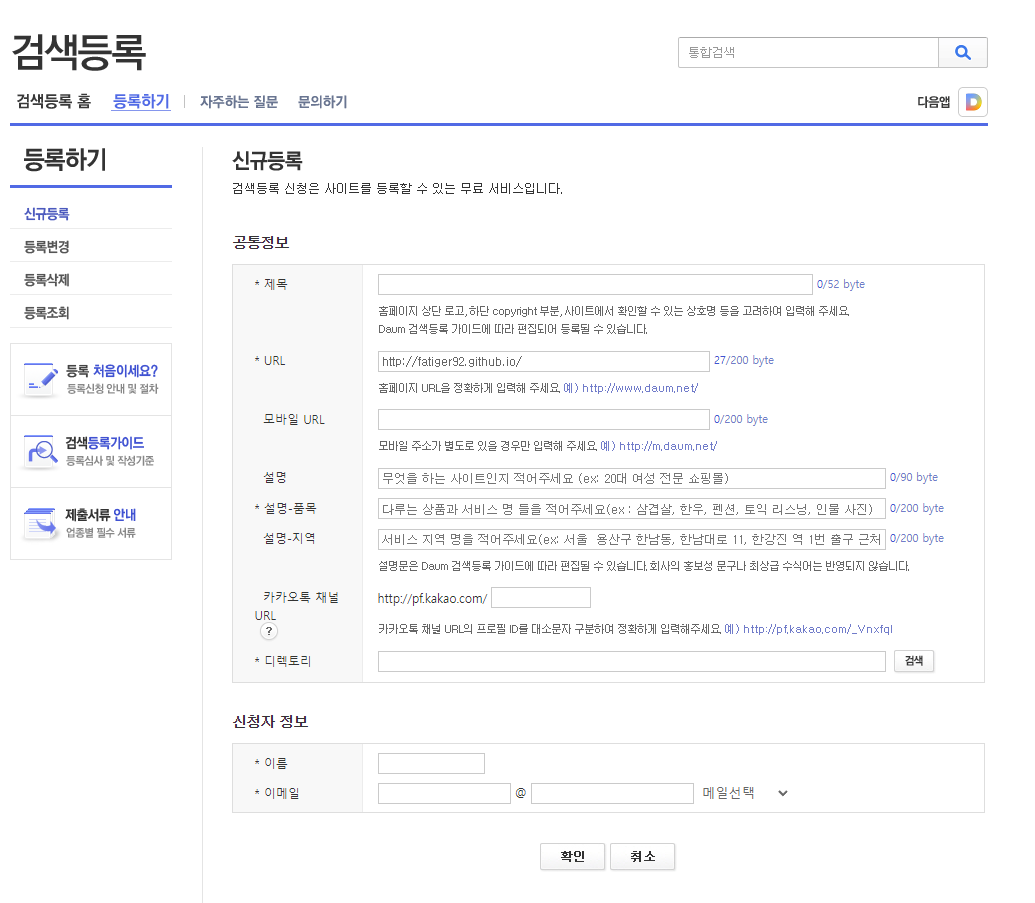 검색등록
통합검색
검색등록 홈 등록하기 자주하는 질문 문의하기 다음앱 D
등록하기
신규등록
등록변경
등록삭제
등록조회
등록 처음이세요?
등록신청 안내 및 절차
검색등록가이드
등록심사 및 작성기준
제출서류 안내
업종별 필수 서류
신규등록
검색등록 신청은 사이트를 등록할 수 있는 무료 서비스입니다.
공통정보
* 제목 0/52 byte
홈페이지 상단 로고, 하단 copyright 부분, 사이트에서 확인할 수 있는 상호명 등을 고려하여 입력해 주세요.
Daum 검색등록 가이드에 따라 편집되어 등록될 수 있습니다.
* URL http://fatiger92.github.io/ 27/200 byte
홈페이지 URL을 정확하게 입력해 주세요. 예) http://www.daum.net/
모바일 URL 0/200 byte
모바일 주소가 별도로 있을 경우만 입력해 주세요. 예) http://m.daum.net/
설명 무엇을 하는 사이트인지 적어주세요 (ex: 20대 여성 전문 쇼핑몰) 0/90 byte
* 설명-품목 다루는 상품과 서비스 명 들을 적어주세요(ex : 삼겹살, 한우, 펜션, 토익 리스닝, 인물 사진) 0/200 byte
설명-지역 서비스 지역 명을 적어주세요(ex: 서울 용산구 한남동, 한남대로 11, 한강진 역 1번 출구 근처 0/200 byte
설명문은 Daum 검색등록 가이드에 따라 편집될 수 있습니다. 회사의 홍보성 문구나 최상급 수식어는 반영되지 않습니다.
카카오톡 채널 URL http://pf.kakao.com/
?
카카오톡 채널 URL의 프로필 ID를 대소문자 구분하여 정확하게 입력해주세요. 예) http://pf.kakao.com/_Vnxfql
* 디렉토리 검색
신청자 정보
* 이름
* 이메일 @ 메일선택
확인 취소